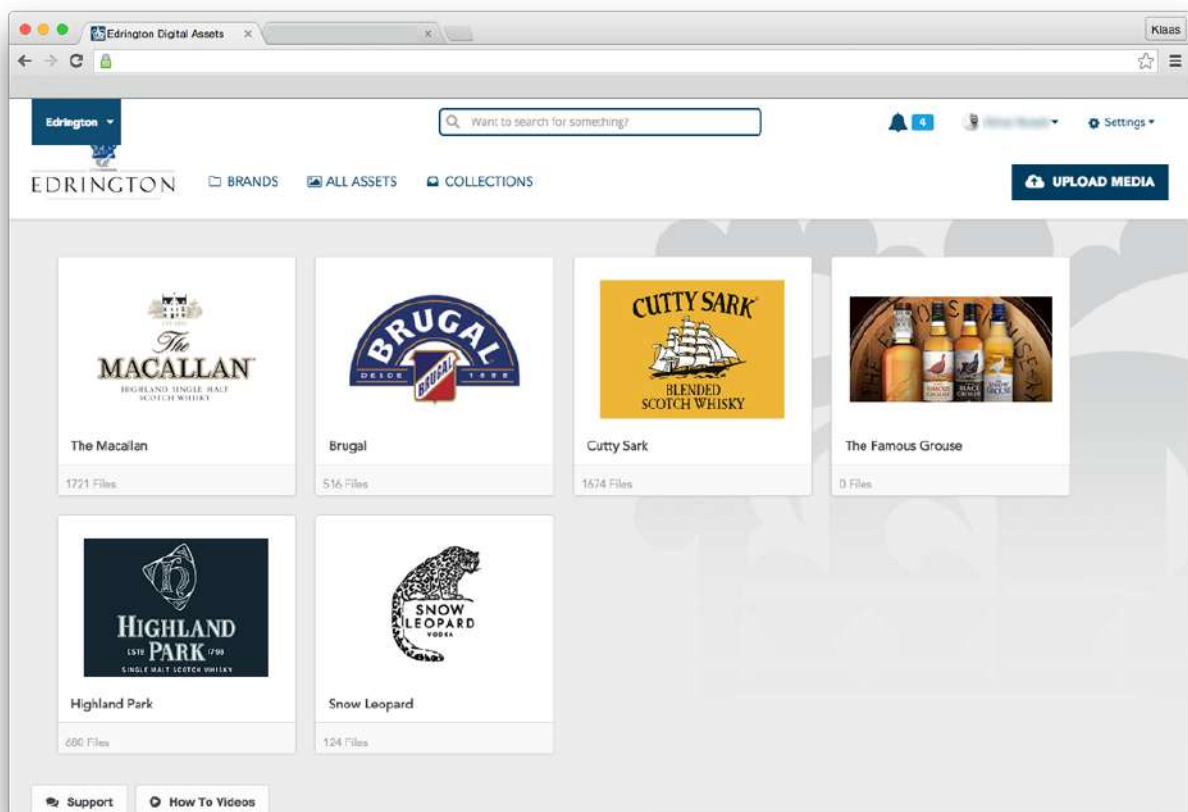 Edrington Digital Assets
Klaas
Edrington
Want to search for something?
4
Settings
EDRINGTON
BRANDS
ALL ASSETS
COLLECTIONS
UPLOAD MEDIA
The
MACALLAN
HIGHLAND SINGLE MALT
SCOTCH WHISKY
BRUGAL
DESDE 1888
BRUGAL
CUTTY SARK
BLENDED
SCOTCH WHISKY
The Macallan
Brugal
Cutty Sark
The Famous Grouse
1721 Files
516 Files
1674 Files
0 Files
HIGHLAND
ESTD PARK 1798
SINGLE MALT SCOTCH WHISKY
SNOW
LEOPARD
VODKA
Highland Park
Snow Leopard
680 Files
124 Files
Support
How To Videos